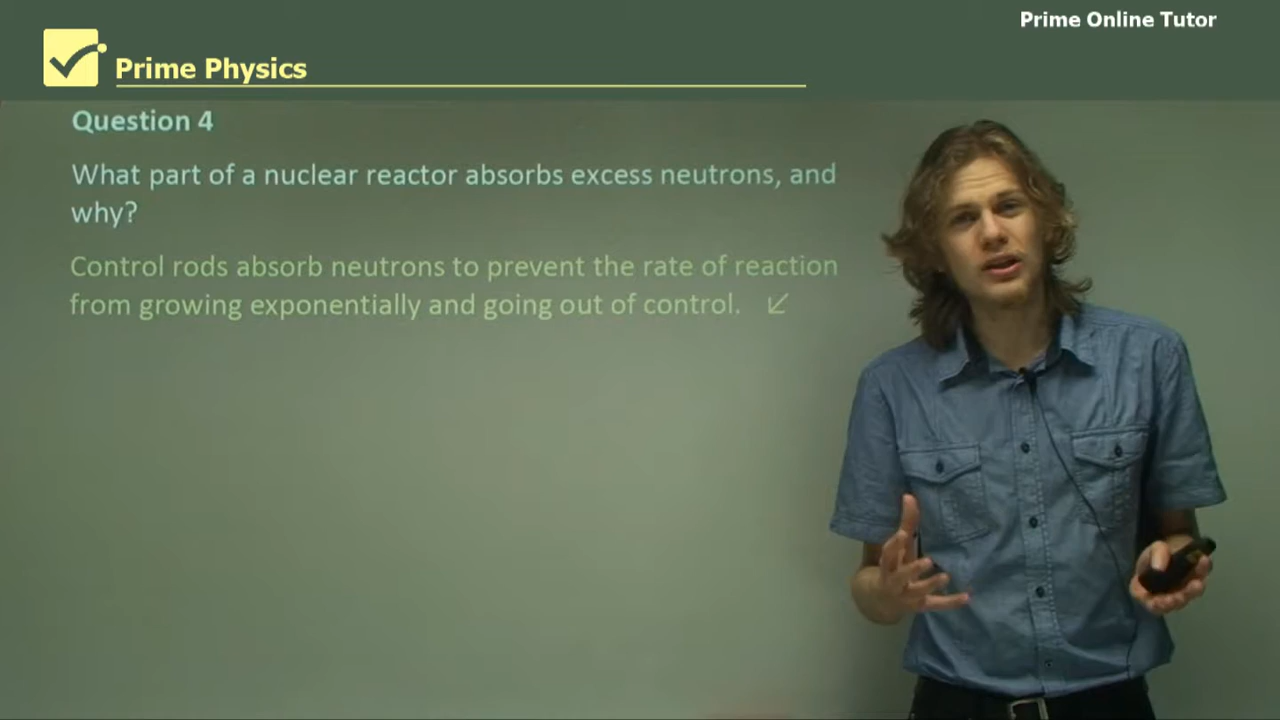 Prime Online Tutor
Prime Physics
Question 4
What part of a nuclear reactor absorbs excess neutrons, and
why?
Control rods absorb neutrons to prevent the rate of reaction
from growing exponentially and going out of control.